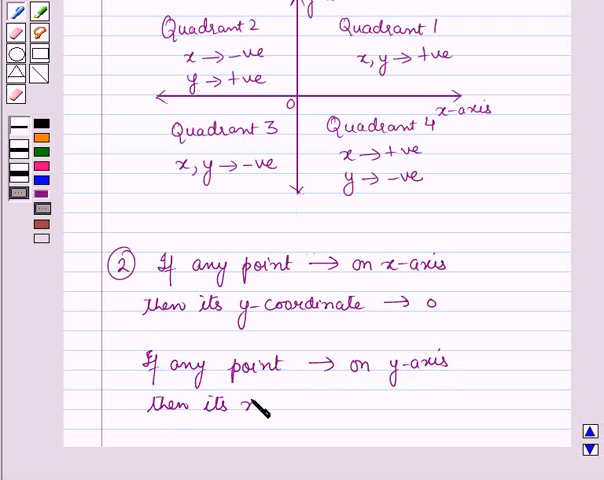 y
Quadrant 2
x → -ve
y → +ve
Quadrant 1
x, y → +ve
0
x-axis
Quadrant 3
x, y → -ve
Quadrant 4
x → +ve
y → -ve
② If any point → on x-axis
then its y-coordinate → 0
If any point → on y-axis
then its x